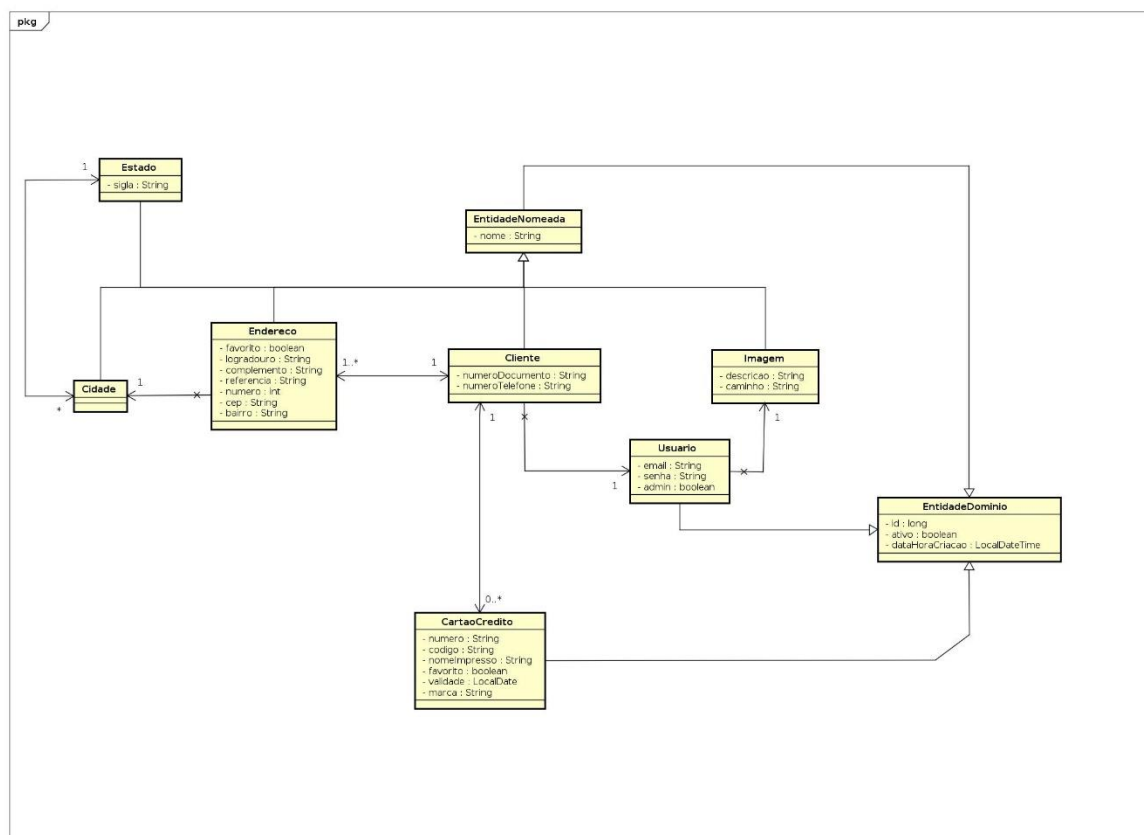 pkg
1
Estado
- sigla : String
EntidadeNomeada
- nome : String
Endereco
- favorito : boolean
- logradouro : String
- complemento : String
- referencia : String
- numero : int
- cep : String
- bairro : String
1..*
1
Cliente
- numeroDocumento : String
- numeroTelefone : String
Imagem
- descricao : String
- caminho : String
Cidade
1
*
1
1
Usuario
- email : String
- senha : String
- admin : boolean
1
EntidadeDominio
- id : long
- ativo : boolean
- dataHoraCriacao : LocalDateTime
0..*
CartaoCredito
- numero : String
- codigo : String
- nomeImpresso : String
- favorito : boolean
- validade : LocalDate
- marca : String